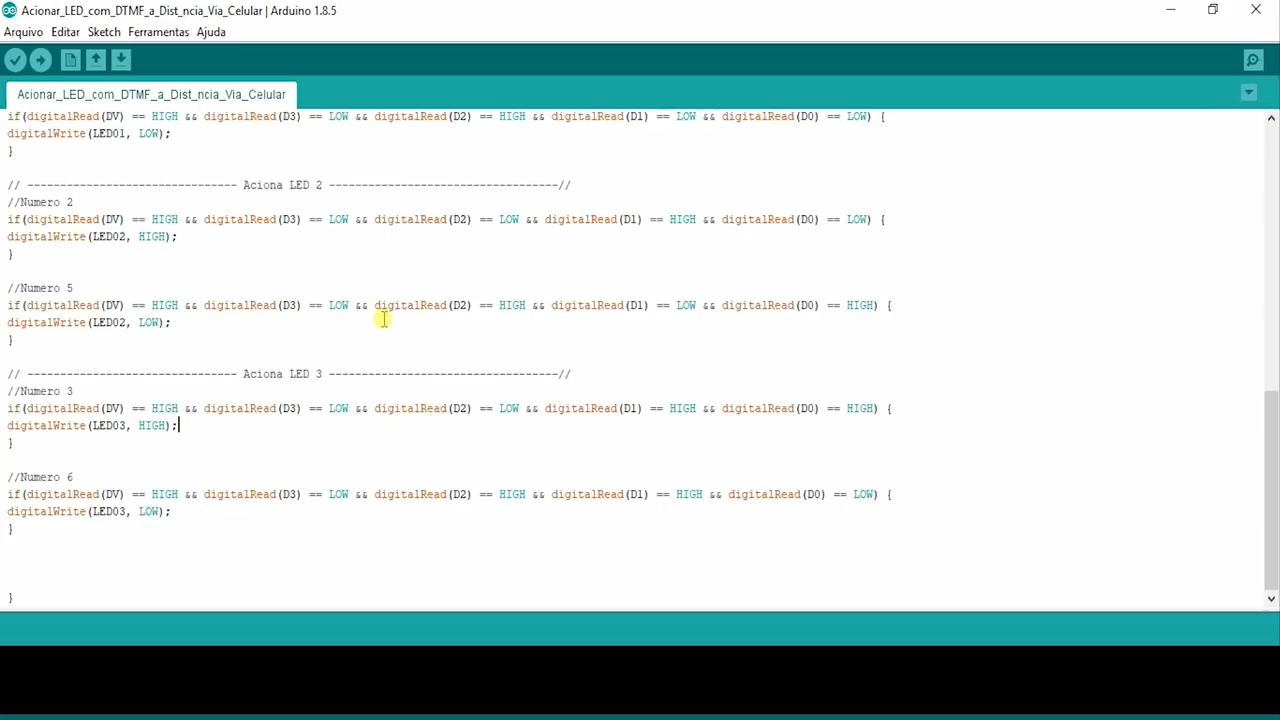 Acionar_LED_com_DTMF_a_Dist_ncia_Via_Celular | Arduino 1.8.5
Arquivo Editar Sketch Ferramentas Ajuda
Acionar_LED_com_DTMF_a_Dist_ncia_Via_Celular
if(digitalRead(DV) == HIGH && digitalRead(D3) == LOW && digitalRead(D2) == HIGH && digitalRead(D1) == LOW && digitalRead(D0) == LOW) {
digitalWrite(LED01, LOW);
}
// -------------------------------- Aciona LED 2 -----------------------------------//
//Numero 2
if(digitalRead(DV) == HIGH && digitalRead(D3) == LOW && digitalRead(D2) == LOW && digitalRead(D1) == HIGH && digitalRead(D0) == LOW) {
digitalWrite(LED02, HIGH);
}
//Numero 5
if(digitalRead(DV) == HIGH && digitalRead(D3) == LOW && digitalRead(D2) == HIGH && digitalRead(D1) == LOW && digitalRead(D0) == HIGH) {
digitalWrite(LED02, LOW);
}
// -------------------------------- Aciona LED 3 -----------------------------------//
//Numero 3
if(digitalRead(DV) == HIGH && digitalRead(D3) == LOW && digitalRead(D2) == LOW && digitalRead(D1) == HIGH && digitalRead(D0) == HIGH) {
digitalWrite(LED03, HIGH);
}
//Numero 6
if(digitalRead(DV) == HIGH && digitalRead(D3) == LOW && digitalRead(D2) == HIGH && digitalRead(D1) == HIGH && digitalRead(D0) == LOW) {
digitalWrite(LED03, LOW);
}
}